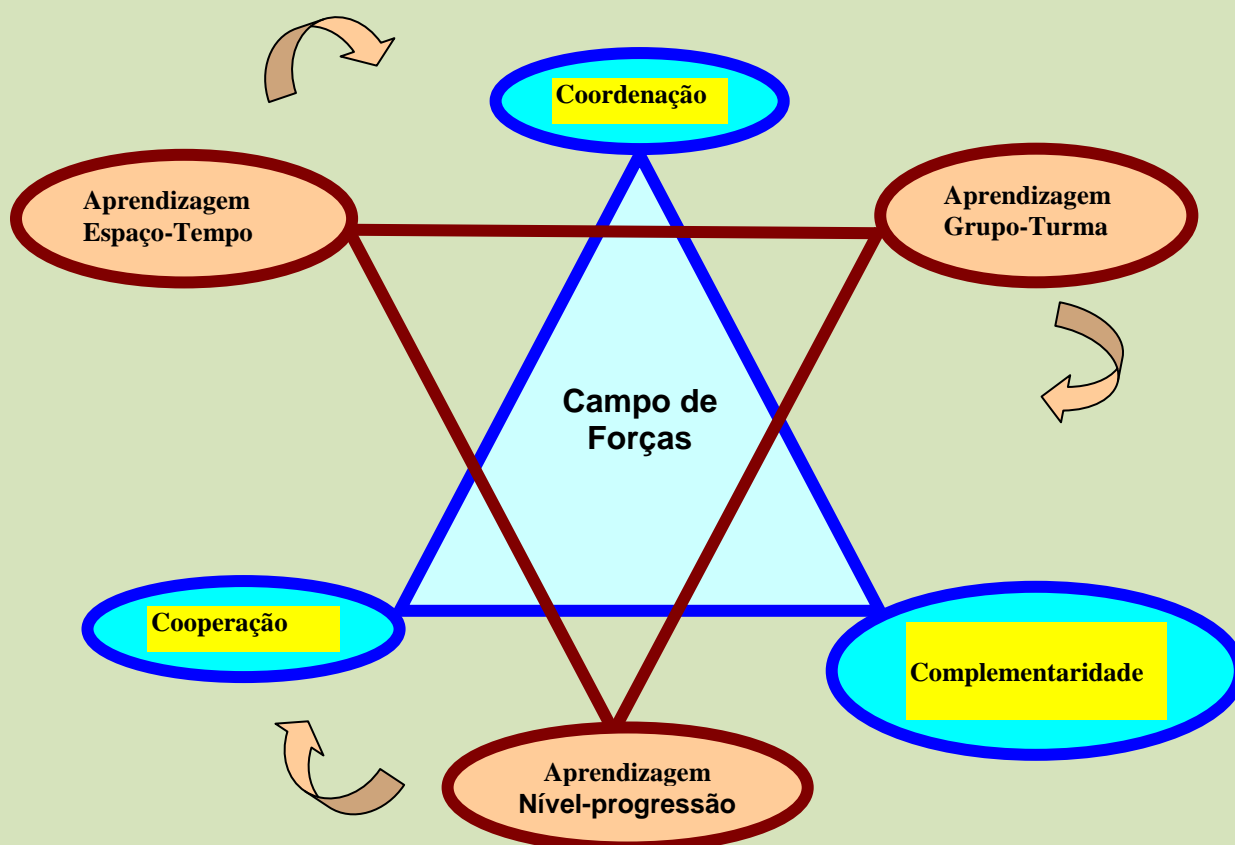 Coordenação
Aprendizagem
Espaço-Tempo
Aprendizagem
Grupo-Turma
Campo de
Forças
Cooperação
Complementaridade
Aprendizagem
Nível-progressão